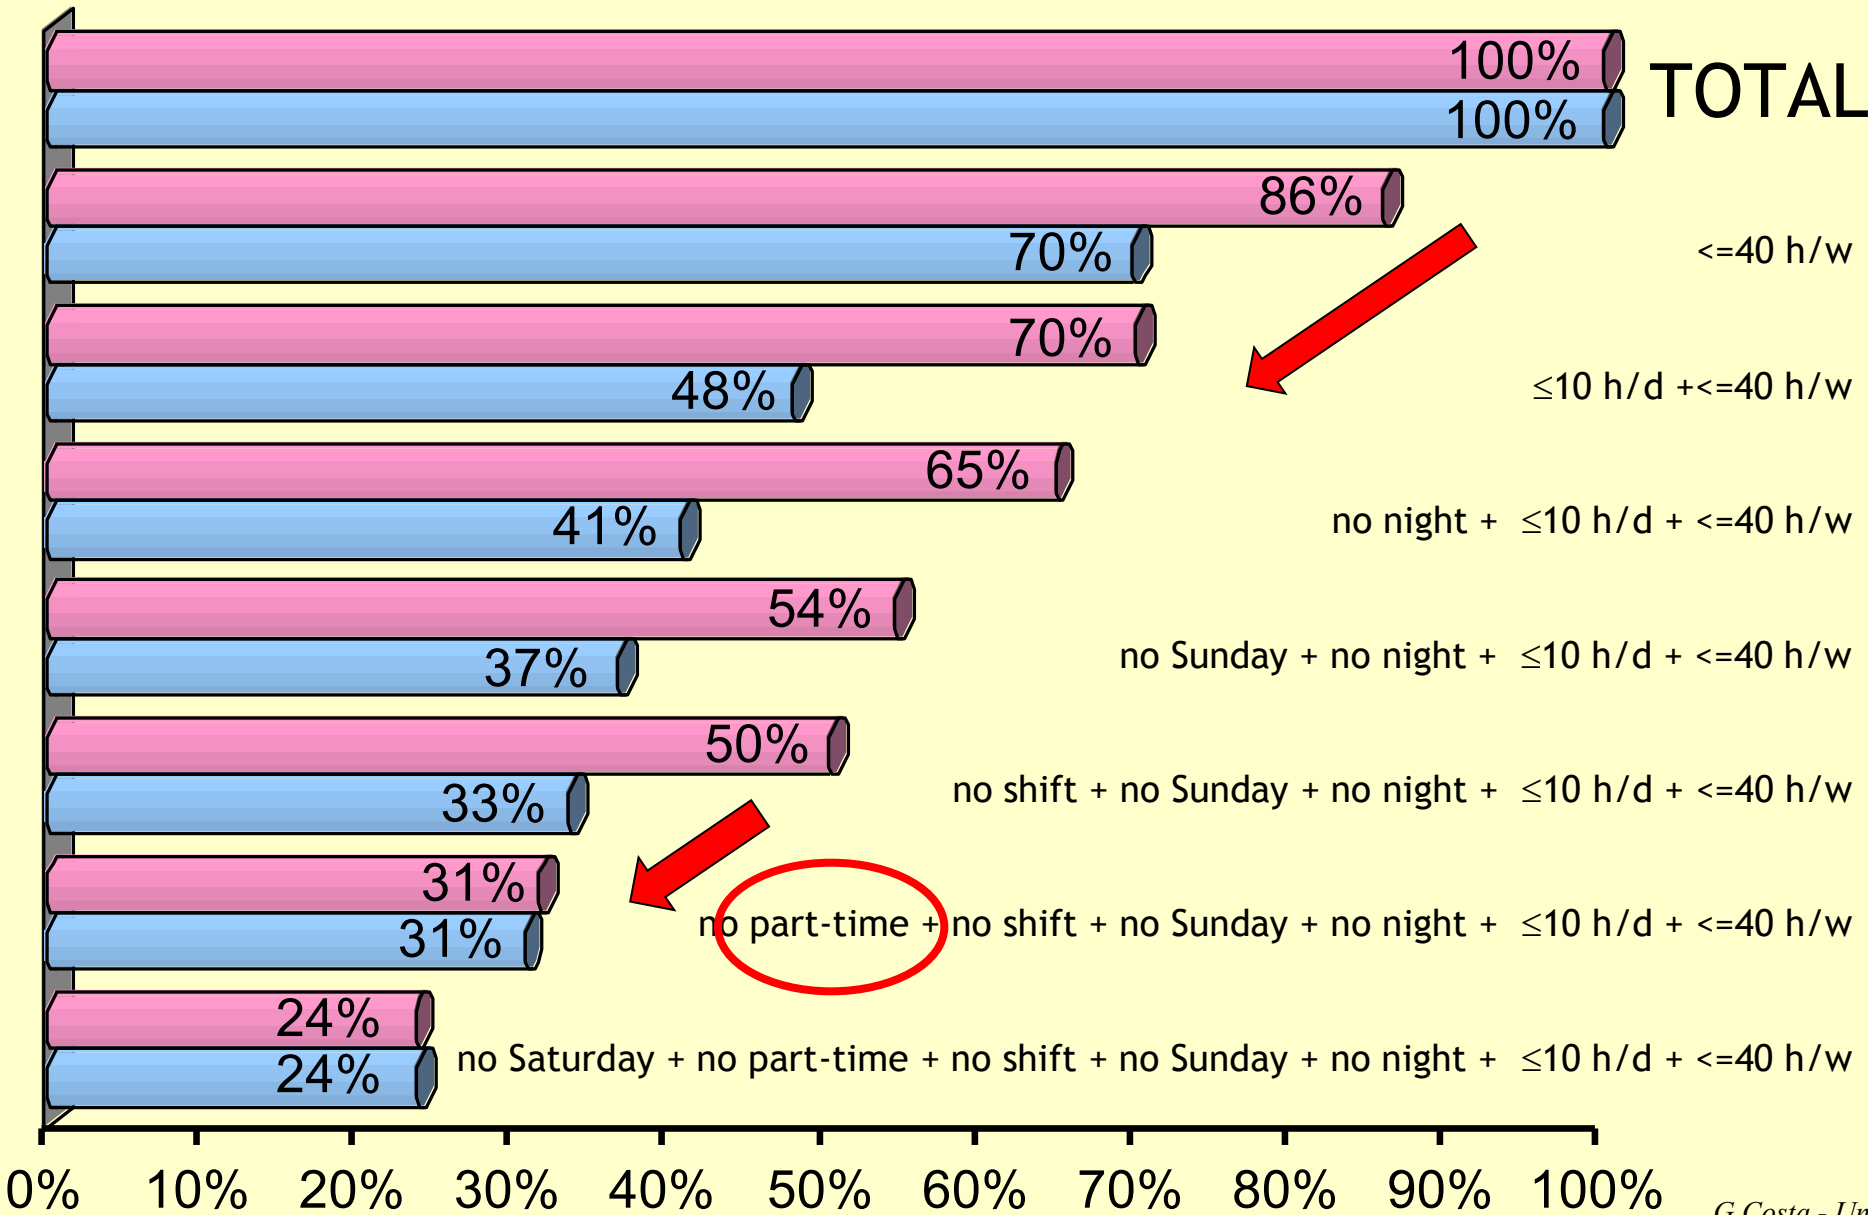 100%
TOTAL
100%
86%
70%
<=40 h/w
70%
48%
≤10 h/d +<=40 h/w
65%
41%
no night + ≤10 h/d + <=40 h/w
54%
37%
no Sunday + no night + ≤10 h/d + <=40 h/w
50%
33%
no shift + no Sunday + no night + ≤10 h/d + <=40 h/w
31%
31%
no part-time + no shift + no Sunday + no night + ≤10 h/d + <=40 h/w
24%
24%
no Saturday + no part-time + no shift + no Sunday + no night + ≤10 h/d + <=40 h/w
0% 10% 20% 30% 40% 50% 60% 70% 80% 90% 100%
G.Costa - Un